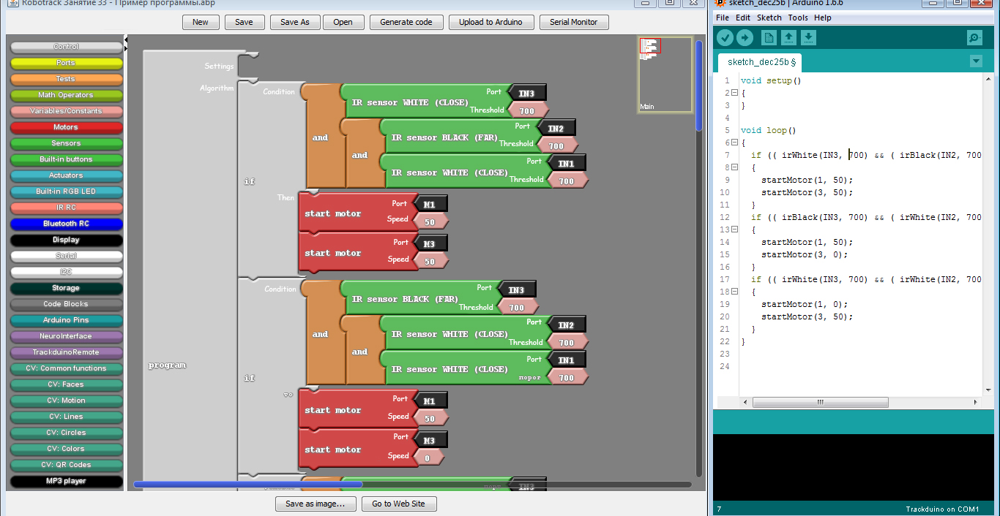 Robotrack Занятие 33 - Пример программы.abp
New
Save
Save As
Open
Generate code
Upload to Arduino
Serial Monitor
Control
Ports
Tests
Math Operators
Variables/Constants
Motors
Sensors
Built-in buttons
Actuators
Built-in RGB LED
IR RC
Bluetooth RC
Display
Serial
I2C
Storage
Code Blocks
Arduino Pins
NeuroInterface
TrackduinoRemote
CV: Common functions
CV: Faces
CV: Motion
CV: Lines
CV: Circles
CV: Colors
CV: QR Codes
MP3 player
program
Settings
Algorithm
if
Condition
and
IR sensor WHITE (CLOSE)
Port
IN3
Threshold
700
and
IR sensor BLACK (FAR)
Port
IN2
Threshold
700
IR sensor WHITE (CLOSE)
Port
IN1
Threshold
700
Then
start motor
Port
M1
Speed
50
start motor
Port
M3
Speed
50
if
Condition
and
IR sensor BLACK (FAR)
Port
IN3
Threshold
700
and
IR sensor WHITE (CLOSE)
Port
IN2
Threshold
700
IR sensor WHITE (CLOSE)
Port
IN1
порог
700
то
start motor
Port
M1
Speed
50
start motor
Port
M3
Speed
0
порт
IN3
Main
Save as image...
Go to Web Site
sketch_dec25b | Arduino 1.6.6
File Edit Sketch Tools Help
sketch_dec25b §
1 void setup()
2 {
3 }
4
5 void loop()
6 {
7 if (( irWhite(IN3, 700) && ( irBlack(IN2, 700
8 {
9 startMotor(1, 50);
10 startMotor(3, 50);
11 }
12 if (( irBlack(IN3, 700) && ( irWhite(IN2, 700
13 {
14 startMotor(1, 50);
15 startMotor(3, 0);
16 }
17 if (( irWhite(IN3, 700) && ( irWhite(IN2, 700
18 {
19 startMotor(1, 0);
20 startMotor(3, 50);
21 }
22 }
23
24
7
Trackduino on COM1